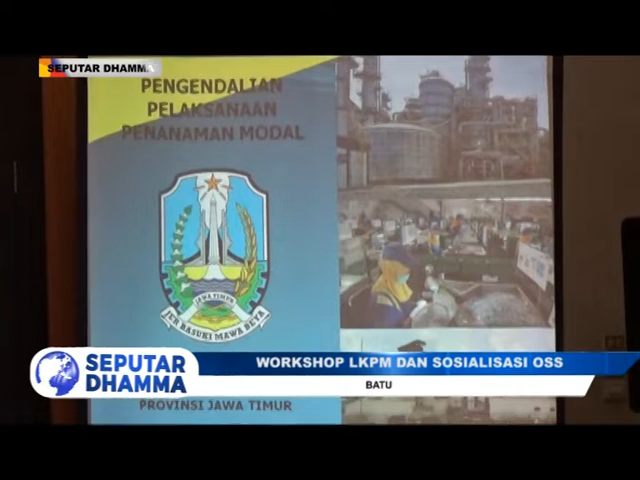 SEPUTAR DHAMMA
PENGENDALIAN
PELAKSANAAN
PENANAMAN MODAL
JAWA TIMUR
JER BASUKI MAWA BEYA
SEPUTAR
DHAMMA
WORKSHOP LKPM DAN SOSIALISASI OSS
BATU
PROVINSI JAWA TIMUR